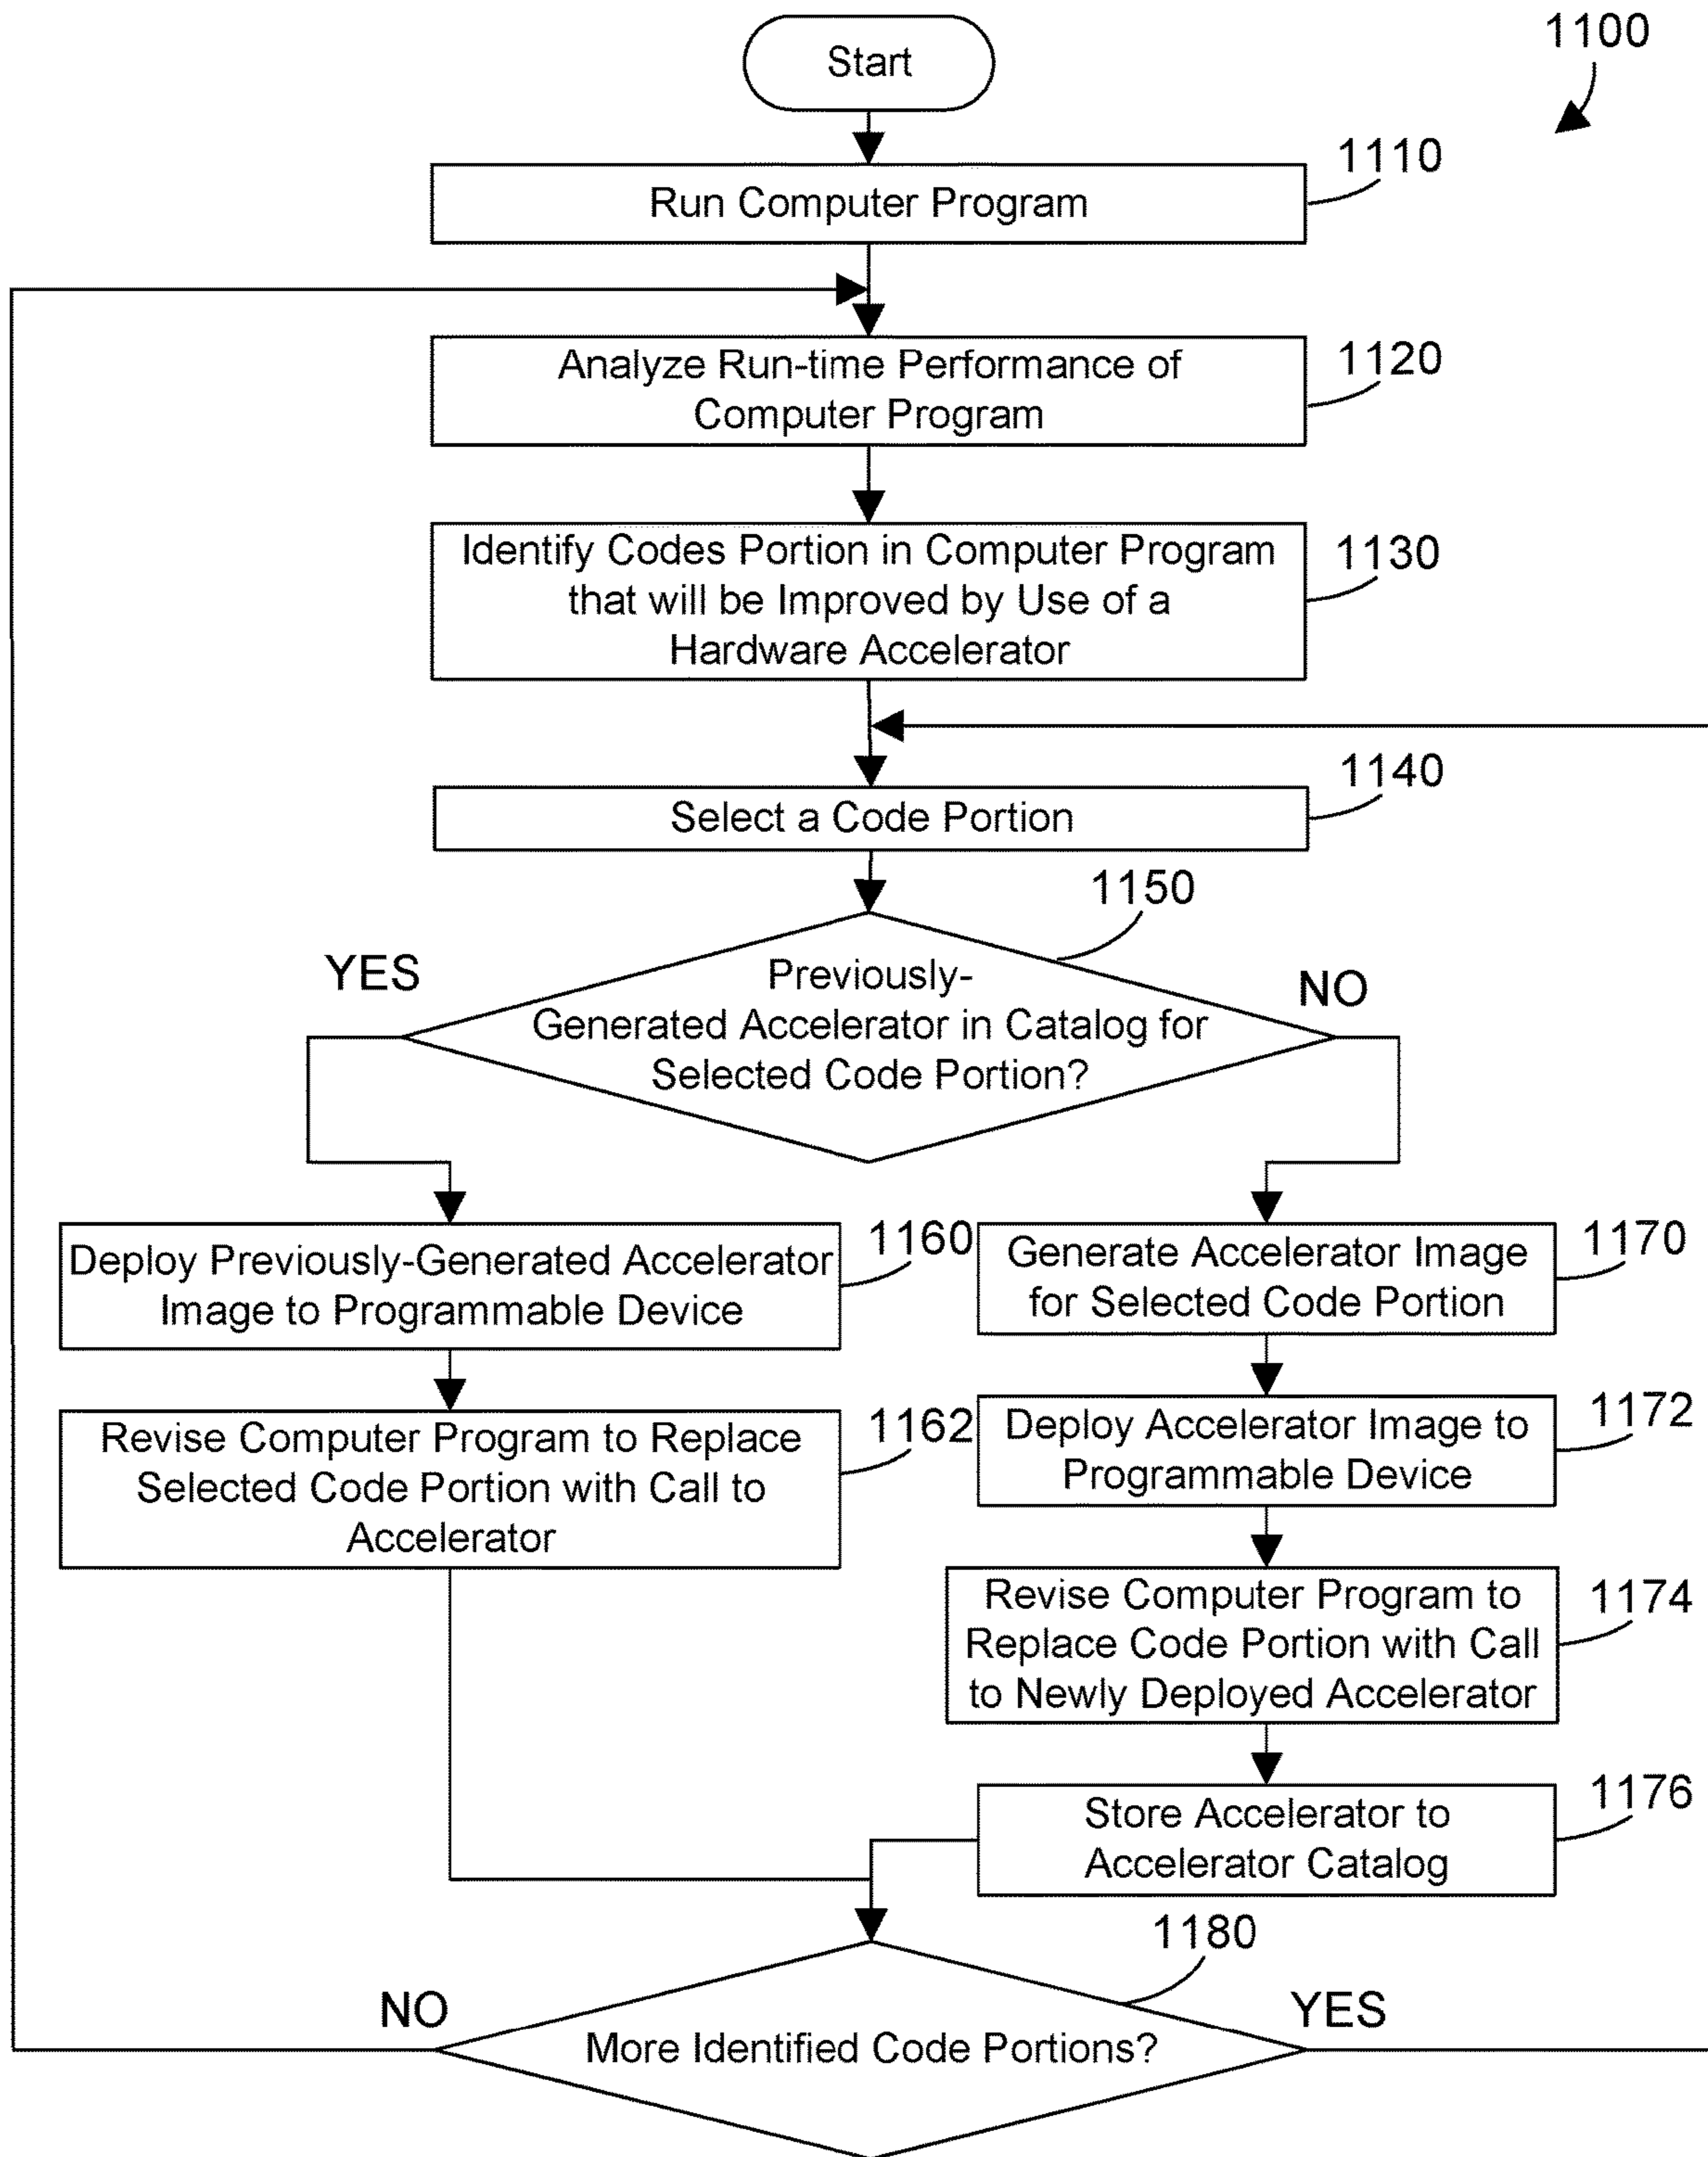 1100
Start
1110
Run Computer Program
1120
Analyze Run-time Performance of
Computer Program
1130
Identify Codes Portion in Computer Program
that will be Improved by Use of a
Hardware Accelerator
1140
Select a Code Portion
1150
YES
NO
Previously-
Generated Accelerator in Catalog for
Selected Code Portion?
1160
Deploy Previously-Generated Accelerator
Image to Programmable Device
1162
Revise Computer Program to Replace
Selected Code Portion with Call to
Accelerator
1170
Generate Accelerator Image
for Selected Code Portion
1172
Deploy Accelerator Image to
Programmable Device
1174
Revise Computer Program to
Replace Code Portion with Call
to Newly Deployed Accelerator
1176
Store Accelerator to
Accelerator Catalog
1180
NO
YES
More Identified Code Portions?